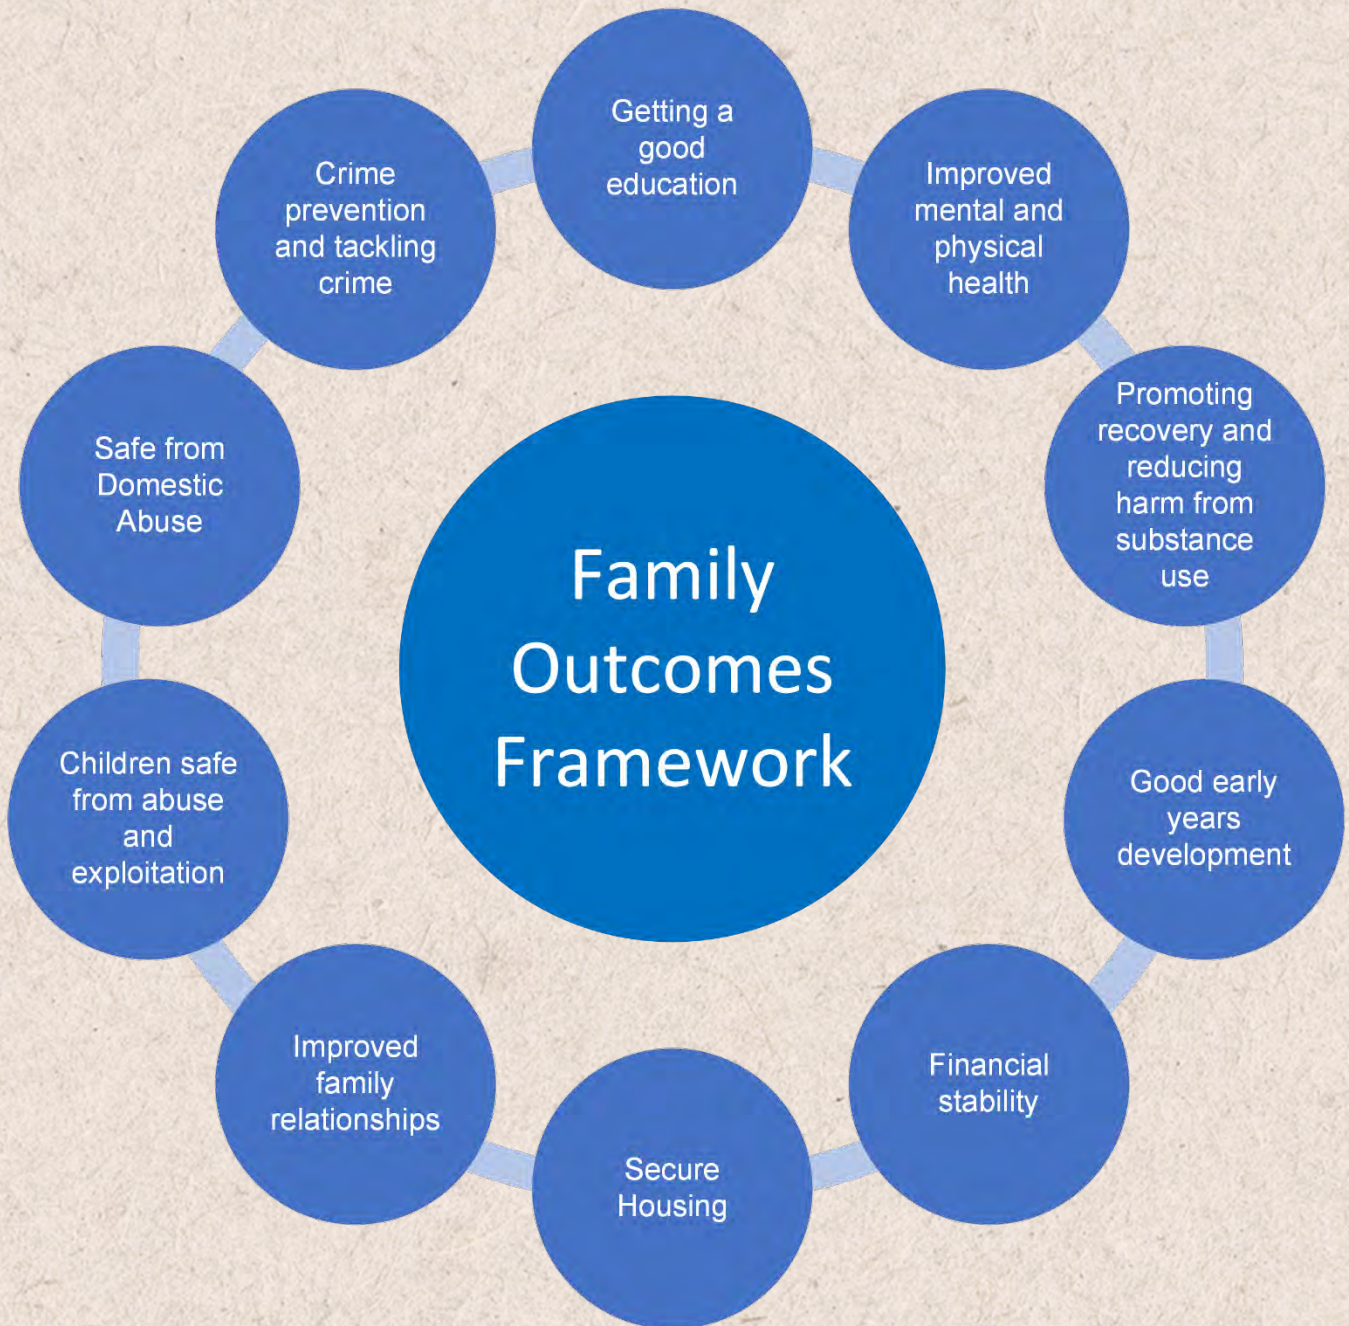 Getting a
good
education
Improved
mental and
physical
health
Promoting
recovery and
reducing
harm from
substance
use
Good early
years
development
Financial
stability
Secure
Housing
Improved
family
relationships
Children safe
from abuse
and
exploitation
Safe from
Domestic
Abuse
Crime
prevention
and tackling
crime
Family
Outcomes
Framework